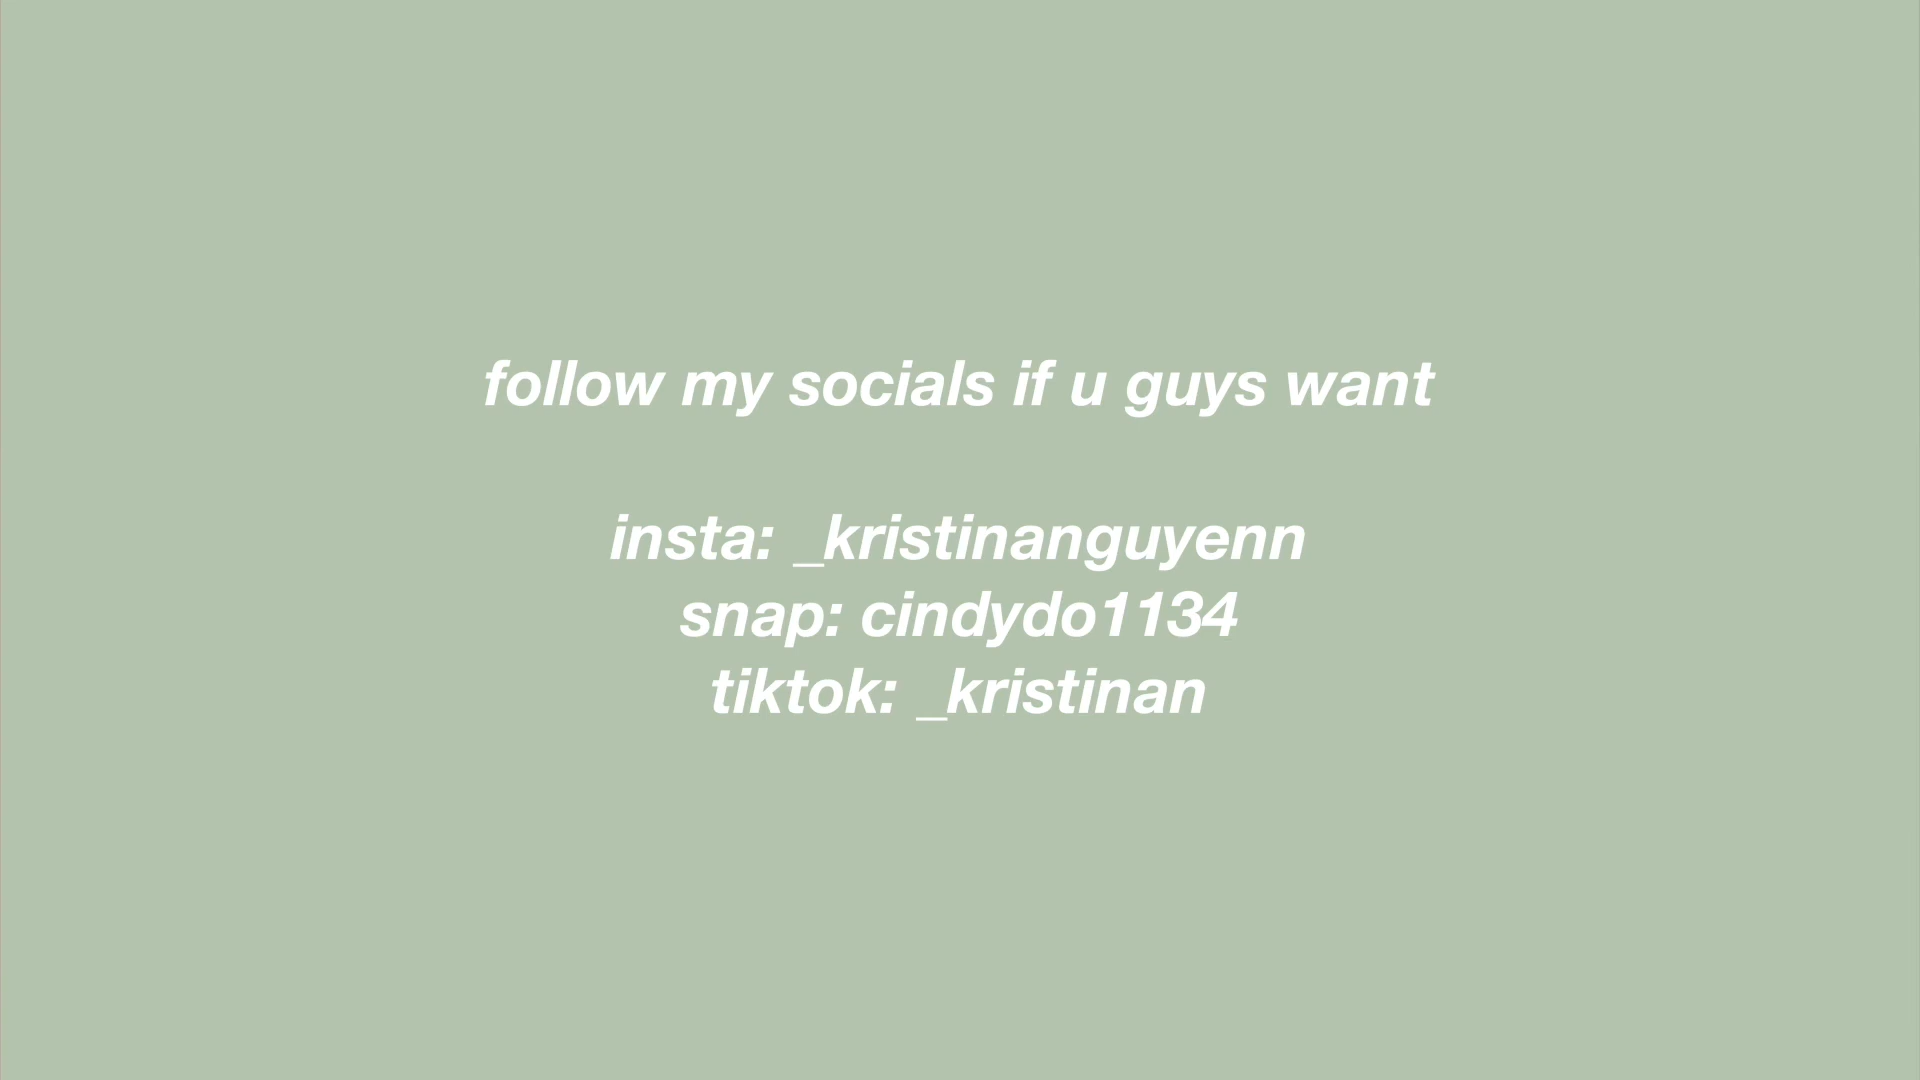 follow my socials if u guys want
insta: _kristinanguyenn
snap: cindydo1134
tiktok: _kristinan